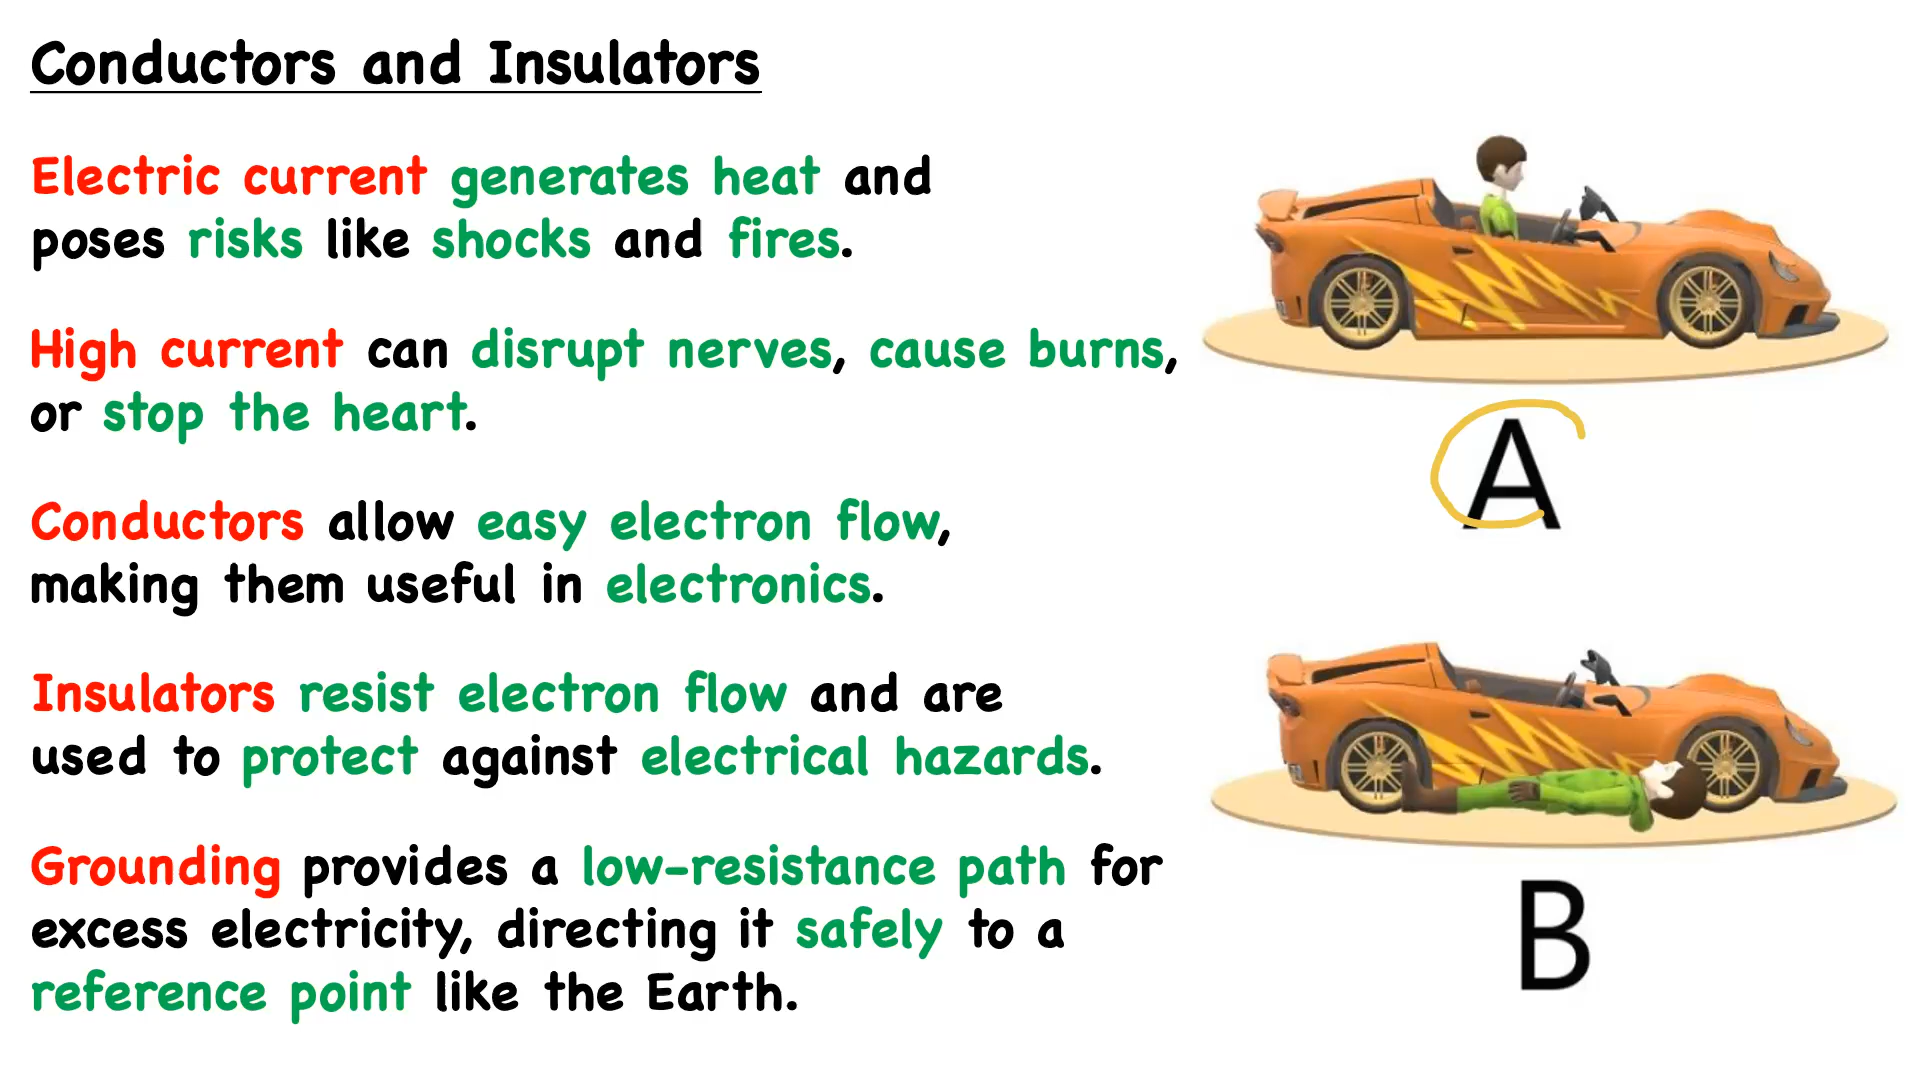 Conductors and Insulators
Electric current generates heat and
poses risks like shocks and fires.
High current can disrupt nerves, cause burns,
or stop the heart.
Conductors allow easy electron flow,
making them useful in electronics.
Insulators resist electron flow and are
used to protect against electrical hazards.
Grounding provides a low-resistance path for
excess electricity, directing it safely to a
reference point like the Earth.
A
B